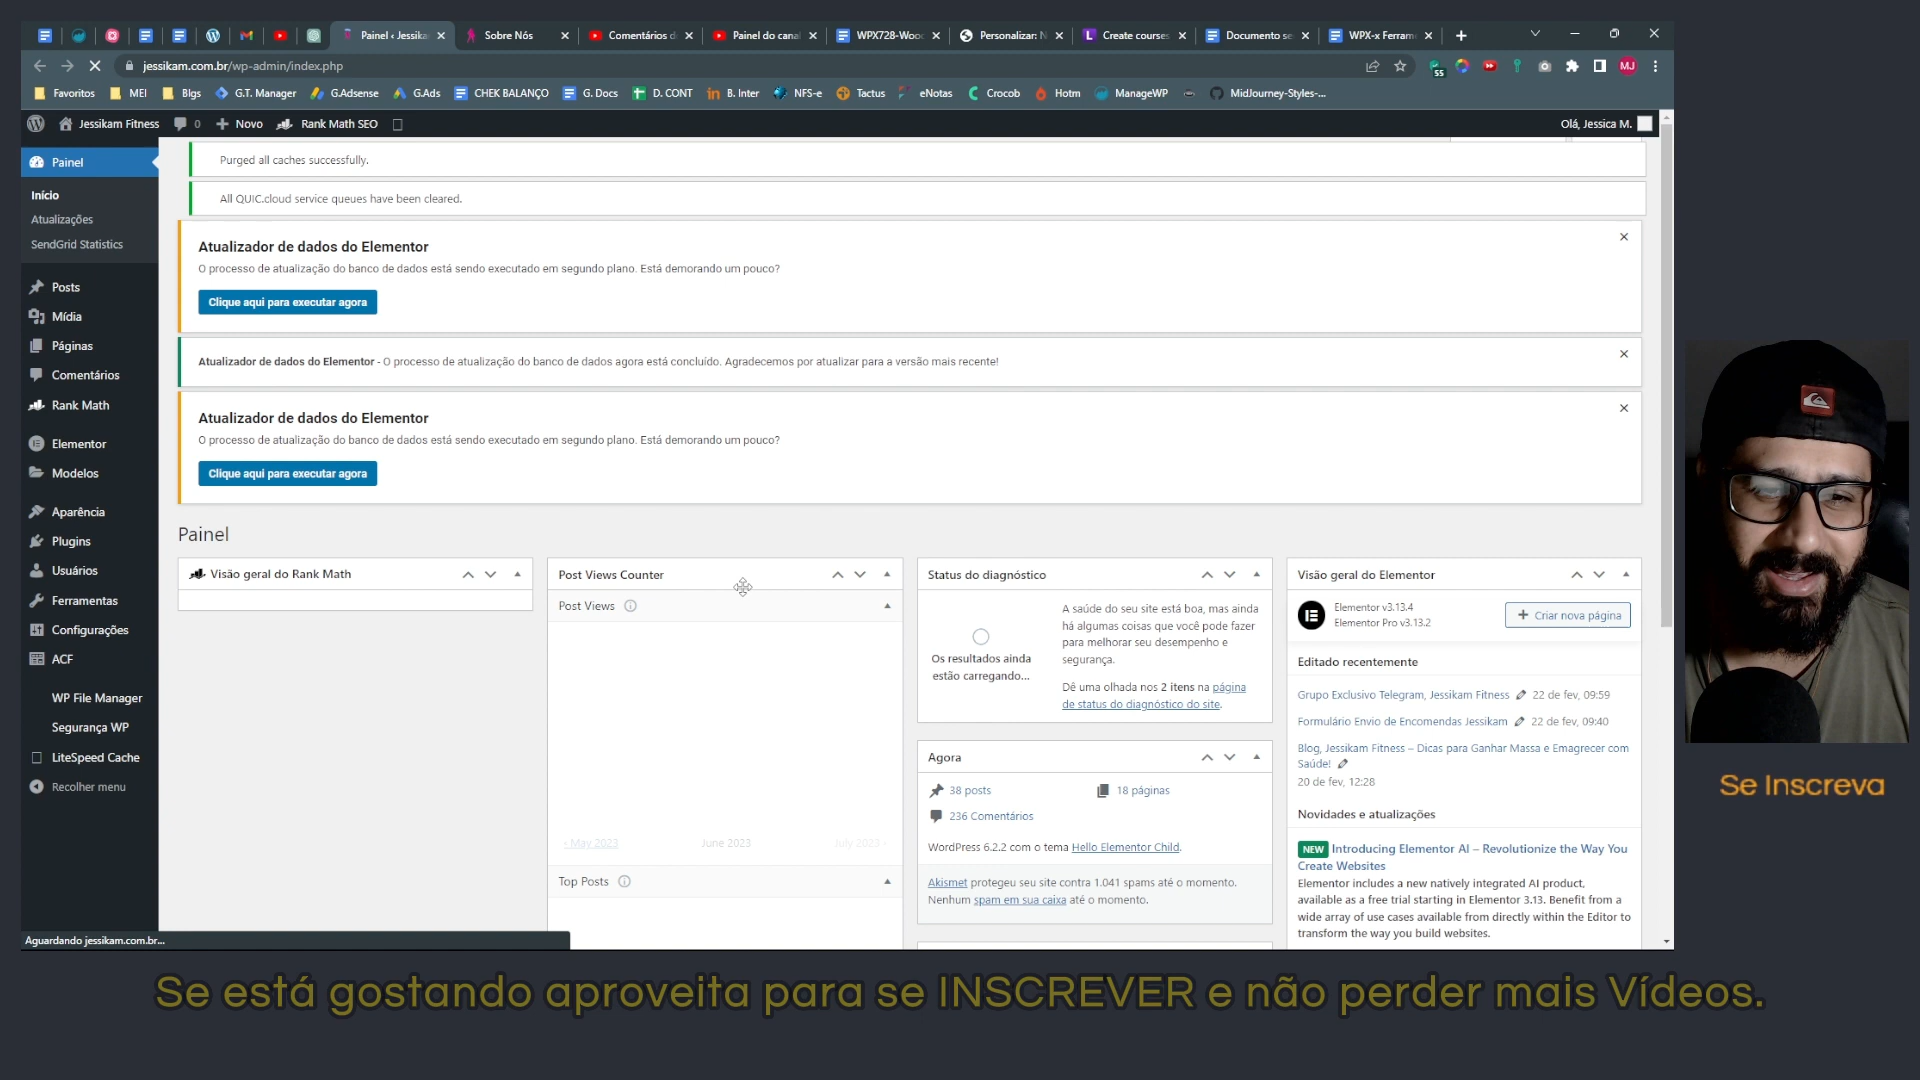 Painel ‹ Jessika
Sobre Nós
Comentários d
Painel do canal
WPX728-Wooc
Personalizar: N
Create courses
Documento se
WPX-x Ferram
jessikam.com.br/wp-admin/index.php
55
MJ
Favoritos
MEI
Blgs
G.T. Manager
G.Adsense
G.Ads
CHEK BALANÇO
G. Docs
D. CONT
B. Inter
NFS-e
Tactus
eNotas
Crocob
Hotm
ManageWP
MidJourney-Styles-...
Jessikam Fitness
0
Novo
Rank Math SEO
Olá, Jessica M.
Painel
Início
Atualizações
SendGrid Statistics
Posts
Mídia
Páginas
Comentários
Rank Math
Elementor
Modelos
Aparência
Plugins
Usuários
Ferramentas
Configurações
ACF
WP File Manager
Segurança WP
LiteSpeed Cache
Recolher menu
Aguardando jessikam.com.br...
Purged all caches successfully.
All QUIC.cloud service queues have been cleared.
Atualizador de dados do Elementor
O processo de atualização do banco de dados está sendo executado em segundo plano. Está demorando um pouco?
Clique aqui para executar agora
Atualizador de dados do Elementor - O processo de atualização do banco de dados agora está concluído. Agradecemos por atualizar para a versão mais recente!
Atualizador de dados do Elementor
O processo de atualização do banco de dados está sendo executado em segundo plano. Está demorando um pouco?
Clique aqui para executar agora
Painel
Visão geral do Rank Math
Post Views Counter
Post Views
‹ May 2023
June 2023
July 2023 ›
Top Posts
Status do diagnóstico
Os resultados ainda
estão carregando...
A saúde do seu site está boa, mas ainda
há algumas coisas que você pode fazer
para melhorar seu desempenho e
segurança.
Dê uma olhada nos 2 itens na página
de status do diagnóstico do site.
Agora
38 posts
18 páginas
236 Comentários
WordPress 6.2.2 com o tema Hello Elementor Child.
Akismet protegeu seu site contra 1.041 spams até o momento.
Nenhum spam em sua caixa até o momento.
Visão geral do Elementor
Elementor v3.13.4
Elementor Pro v3.13.2
Criar nova página
Editado recentemente
Grupo Exclusivo Telegram, Jessikam Fitness 22 de fev, 09:59
Formulário Envio de Encomendas Jessikam 22 de fev, 09:40
Blog, Jessikam Fitness – Dicas para Ganhar Massa e Emagrecer com
Saúde!
20 de fev, 12:28
Novidades e atualizações
NEW Introducing Elementor AI – Revolutionize the Way You
Create Websites
Elementor includes a new natively integrated AI product,
available as a free trial starting in Elementor 3.13. Benefit from a
wide array of use cases available from directly within the Editor to
transform the way you build websites.
Se Inscreva
Se está gostando aproveita para se INSCREVER e não perder mais Vídeos.